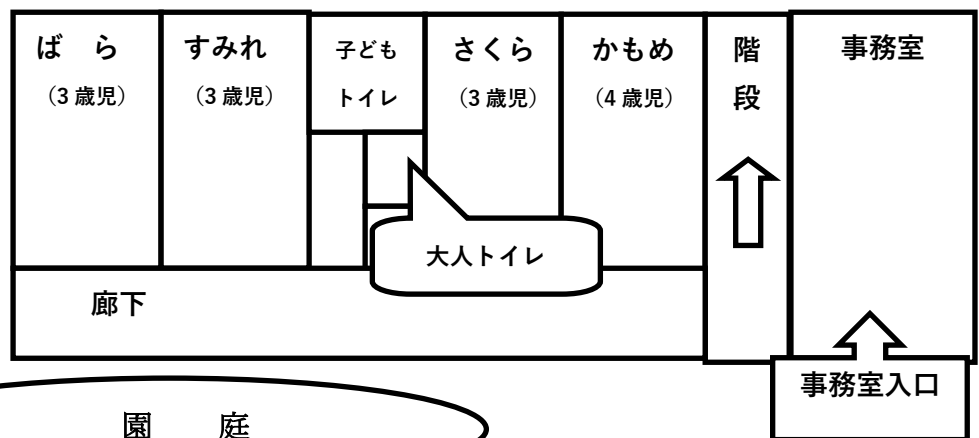 ば ら
(3 歳児)
すみれ
(3 歳児)
子ども
トイレ
さくら
(3 歳児)
かもめ
(4 歳児)
階
段
事務室
大人トイレ
廊下
事務室入口
園 庭